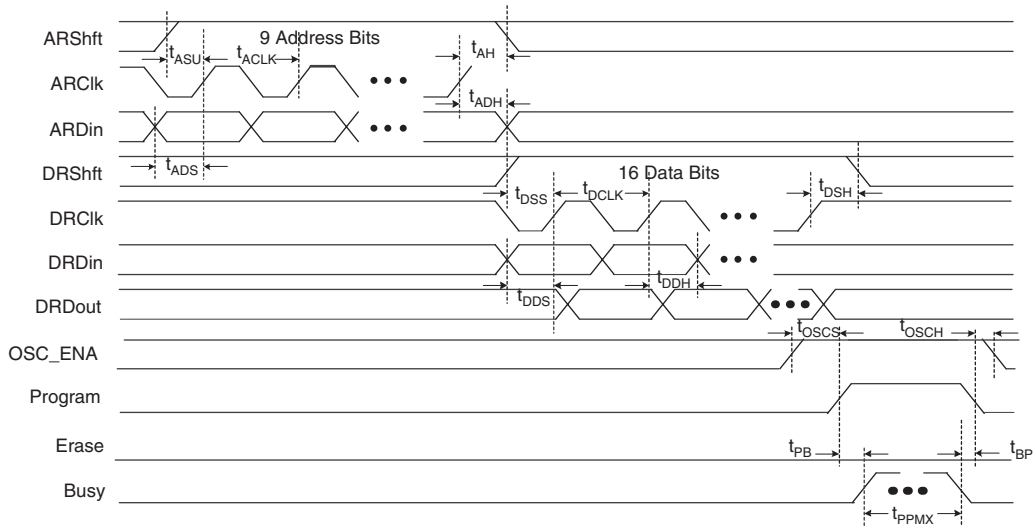 ARShft
9 Address Bits
tASU
tACLK
tAH
ARClk
tADH
ARDin
tADS
DRShft
16 Data Bits
tDSS
tDCLK
tDSH
DRClk
DRDin
tDDS
tDDH
DRDout
tOSCS
tOSCH
OSC_ENA
Program
Erase
tPB
tBP
Busy
tPPMX